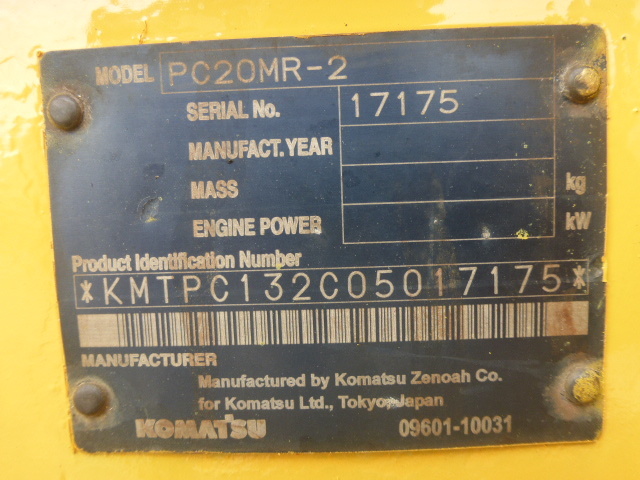 MODEL PC20MR-2
SERIAL No. 17175
MANUFACT. YEAR
MASS kg
ENGINE POWER kW
Product Identification Number
*KMTPC132C05017175*
MANUFACTURER
Manufactured by Komatsu Zenoah Co.
for Komatsu Ltd., Tokyo, Japan
KOMATSU 09601-10031